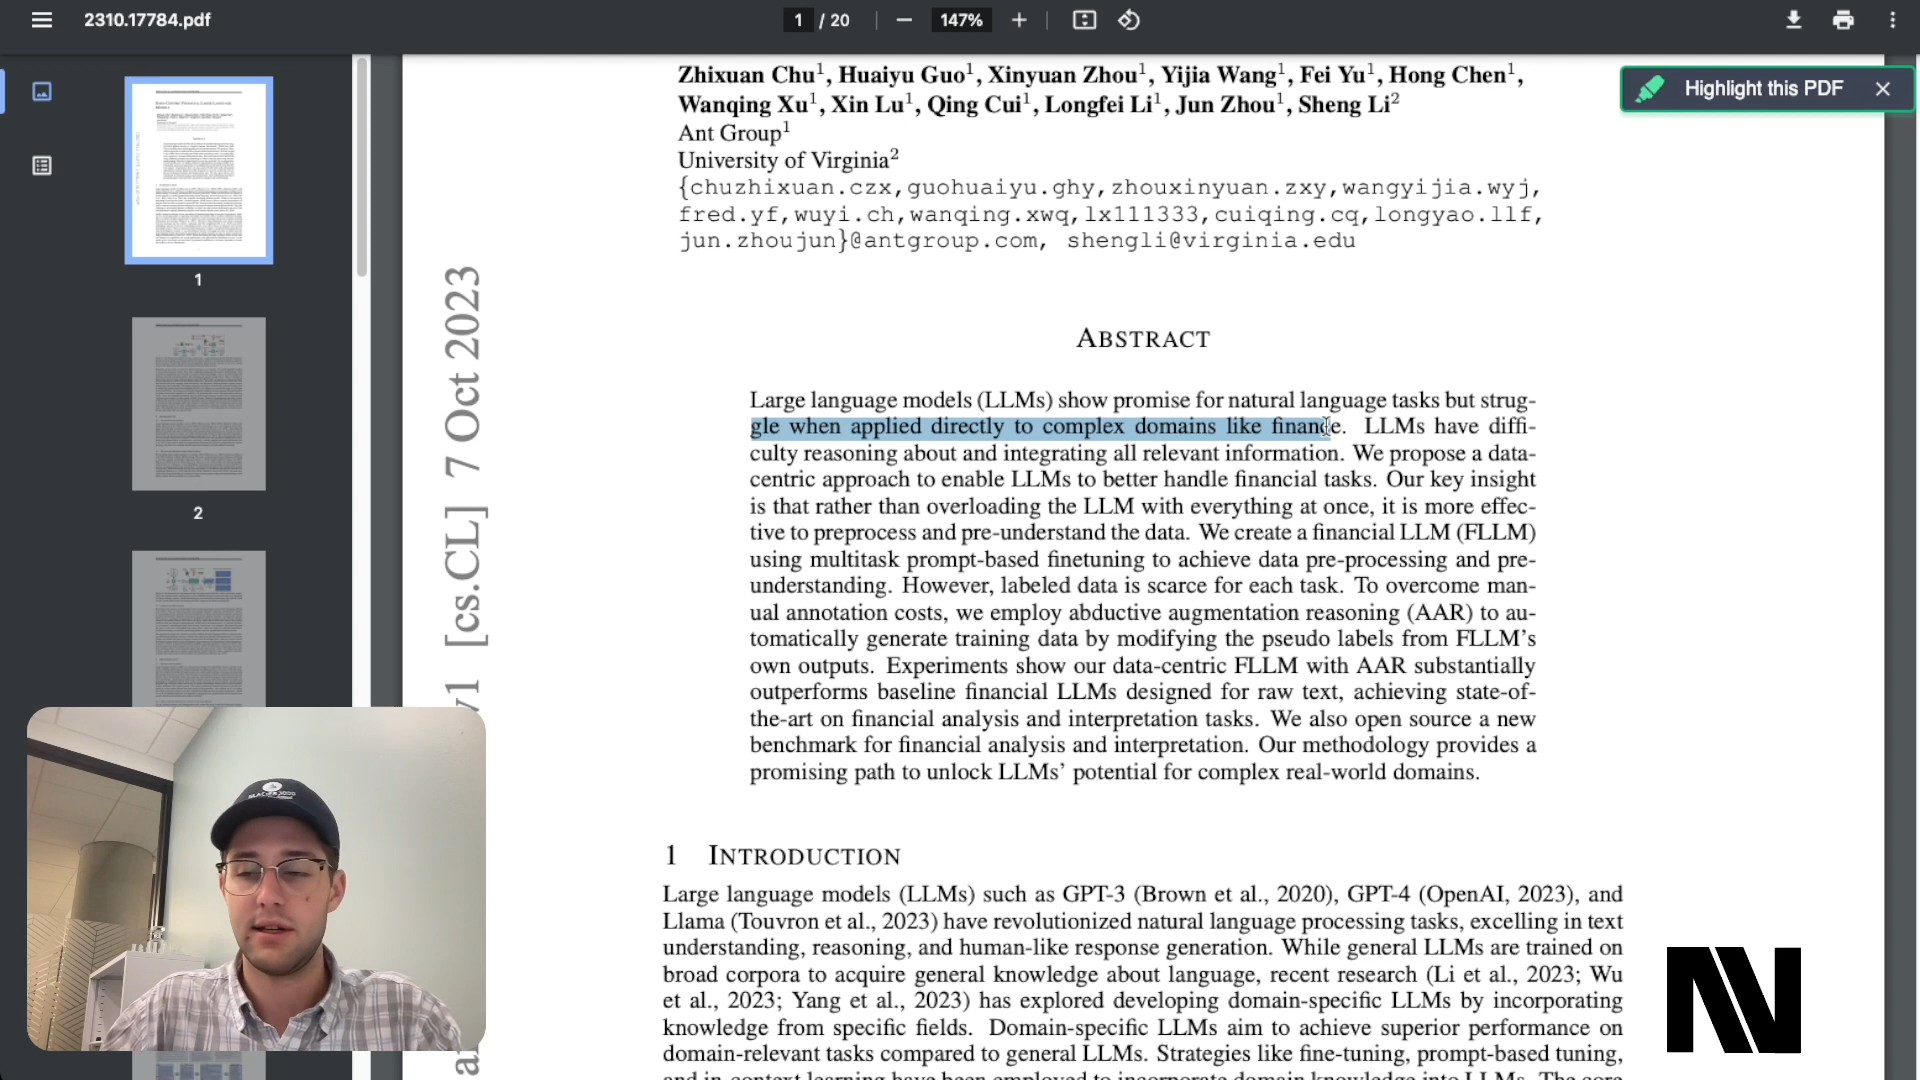 2310.17784.pdf
1 / 20
147%
Highlight this PDF
1
2
Zhixuan Chu1, Huaiyu Guo1, Xinyuan Zhou1, Yijia Wang1, Fei Yu1, Hong Chen1,
Wanqing Xu1, Xin Lu1, Qing Cui1, Longfei Li1, Jun Zhou1, Sheng Li2
Ant Group1
University of Virginia2
{chuzhixuan.czx,guohuaiyu.ghy,zhouxinyuan.zxy,wangyijia.wyj,
fred.yf,wuyi.ch,wanqing.xwq,lx111333,cuiqing.cq,longyao.llf,
jun.zhoujun}@antgroup.com, shengli@virginia.edu
v1 [cs.CL] 7 Oct 2023
ABSTRACT
Large language models (LLMs) show promise for natural language tasks but strug-
gle when applied directly to complex domains like finance. LLMs have diffi-
culty reasoning about and integrating all relevant information. We propose a data-
centric approach to enable LLMs to better handle financial tasks. Our key insight
is that rather than overloading the LLM with everything at once, it is more effec-
tive to preprocess and pre-understand the data. We create a financial LLM (FLLM)
using multitask prompt-based finetuning to achieve data pre-processing and pre-
understanding. However, labeled data is scarce for each task. To overcome man-
ual annotation costs, we employ abductive augmentation reasoning (AAR) to au-
tomatically generate training data by modifying the pseudo labels from FLLM's
own outputs. Experiments show our data-centric FLLM with AAR substantially
outperforms baseline financial LLMs designed for raw text, achieving state-of-
the-art on financial analysis and interpretation tasks. We also open source a new
benchmark for financial analysis and interpretation. Our methodology provides a
promising path to unlock LLMs' potential for complex real-world domains.
1 INTRODUCTION
Large language models (LLMs) such as GPT-3 (Brown et al., 2020), GPT-4 (OpenAI, 2023), and
Llama (Touvron et al., 2023) have revolutionized natural language processing tasks, excelling in text
understanding, reasoning, and human-like response generation. While general LLMs are trained on
broad corpora to acquire general knowledge about language, recent research (Li et al., 2023; Wu
et al., 2023; Yang et al., 2023) has explored developing domain-specific LLMs by incorporating
knowledge from specific fields. Domain-specific LLMs aim to achieve superior performance on
domain-relevant tasks compared to general LLMs. Strategies like fine-tuning, prompt-based tuning,
and in-context learning have been employed to incorporate domain knowledge into LLMs. The core